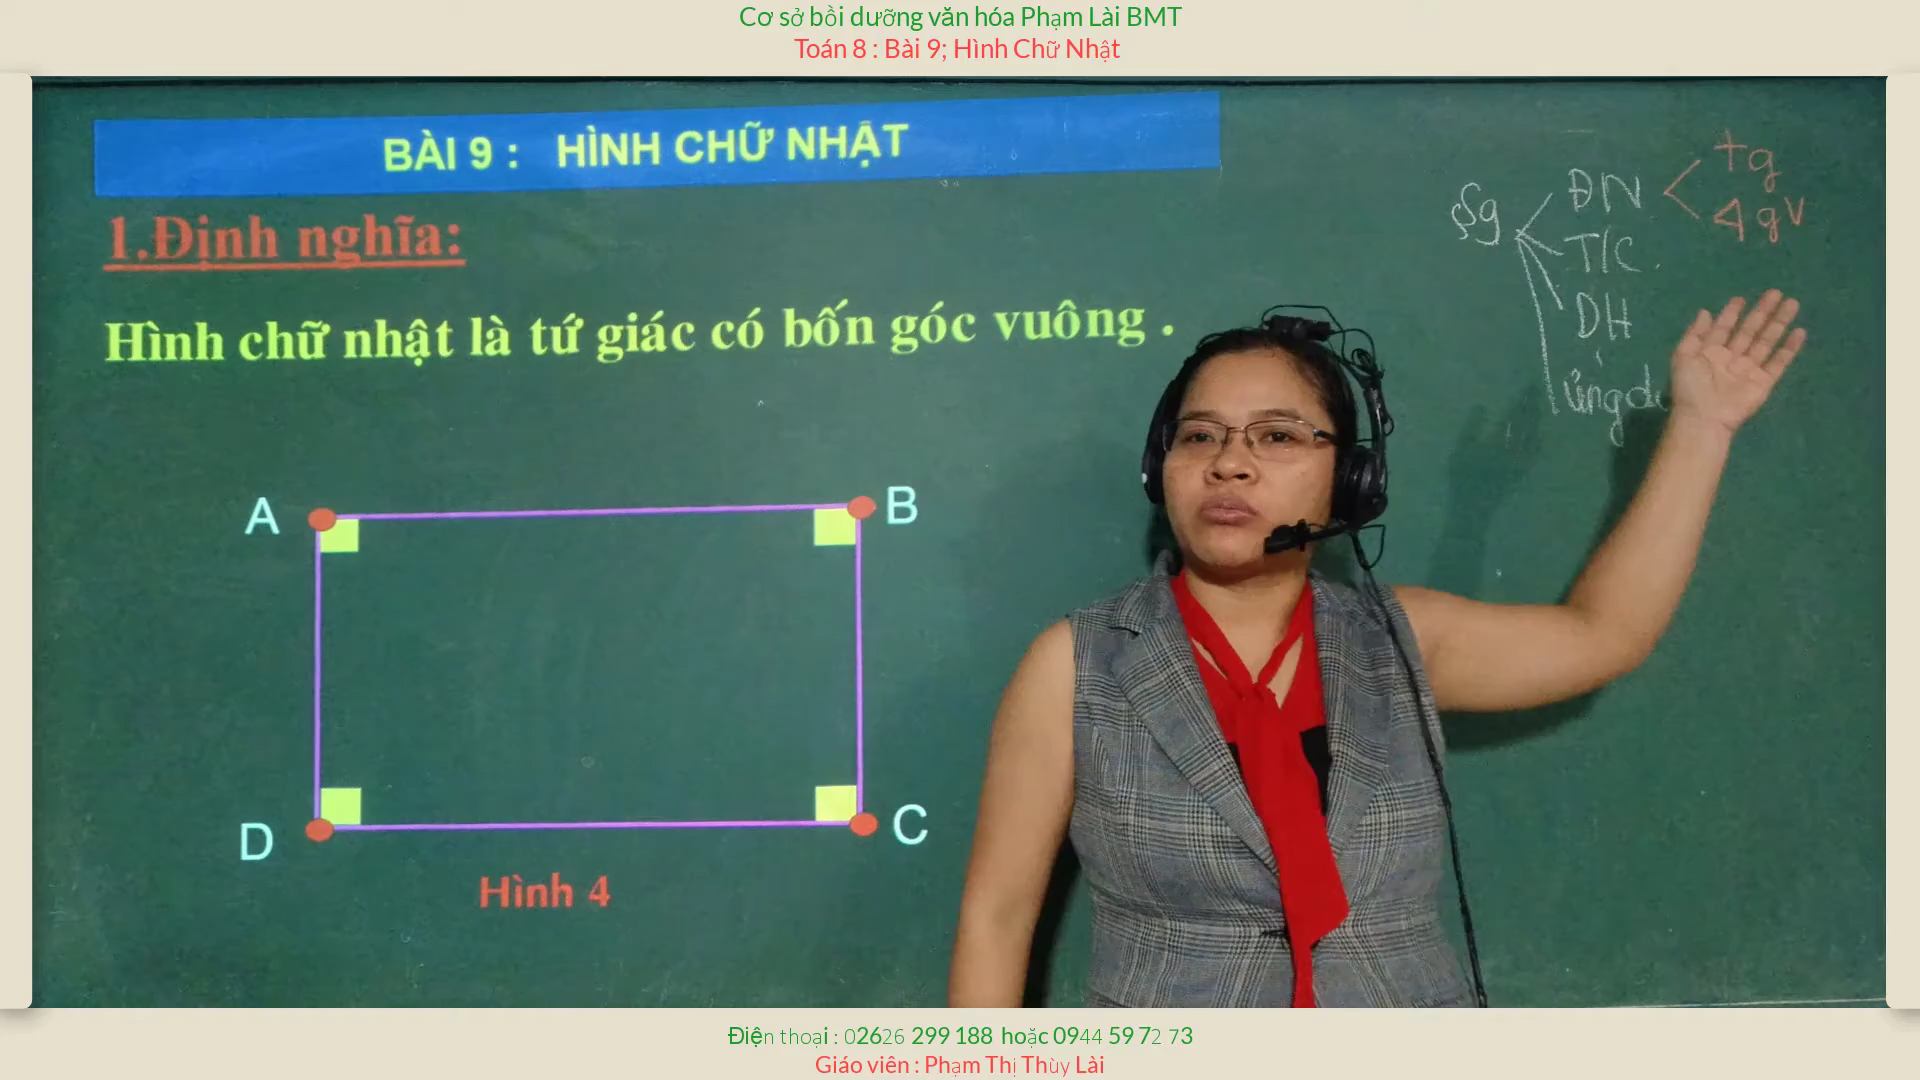 Cơ sở bồi dưỡng văn hóa Phạm Lài BMT
Toán 8 : Bài 9; Hình Chữ Nhật
BÀI 9 : HÌNH CHỮ NHẬT
1.Định nghĩa:
Hình chữ nhật là tứ giác có bốn góc vuông .
A
B
D
C
Hình 4
ĐN
tg
4 gV
T/C
DH
Điện thoại : 02626 299 188 hoặc 0944 59 72 73
Giáo viên : Phạm Thị Thùy Lài